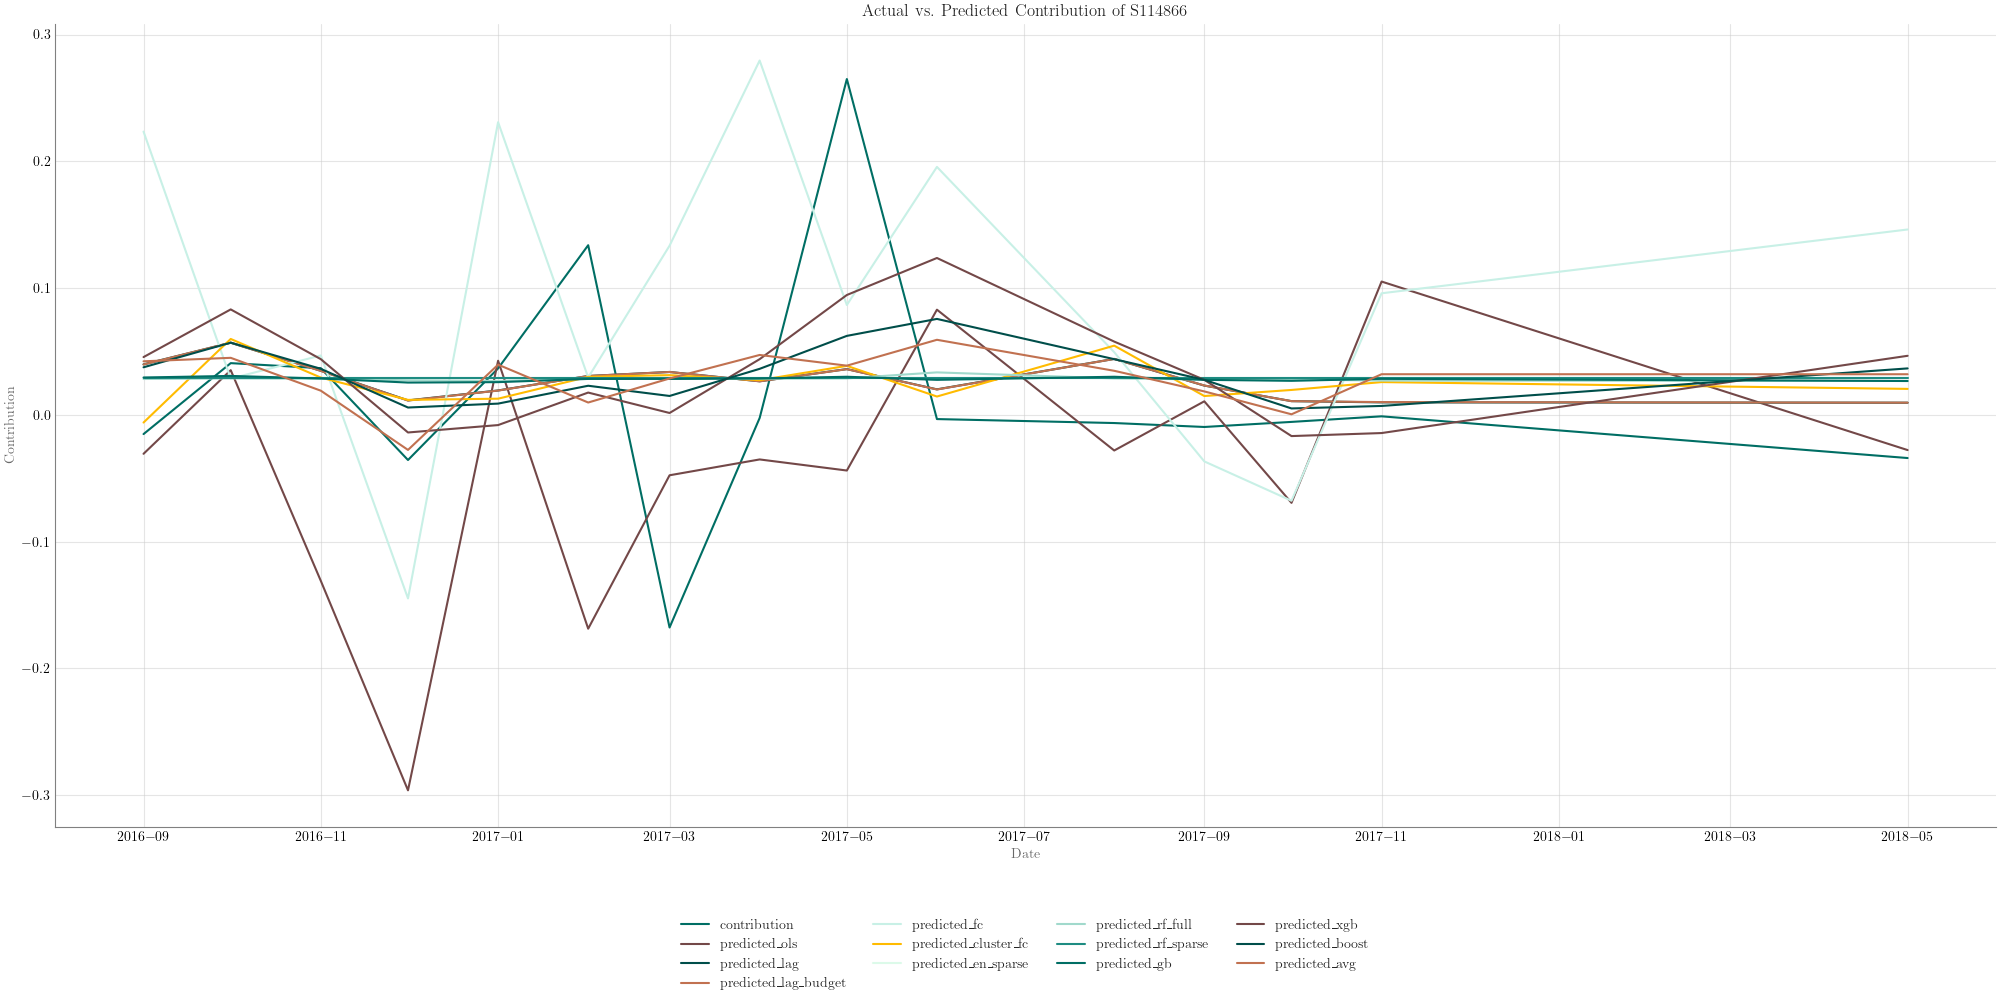 Actual vs. Predicted Contribution of S114866
Contribution
0.3
0.2
0.1
0.0
−0.1
−0.2
−0.3
2016−09 2016−11 2017−01 2017−03 2017−05 2017−07 2017−09 2017−11 2018−01 2018−03 2018−05
Date
contribution predicted_fc predicted_rf_full predicted_xgb
predicted_ols predicted_cluster_fc predicted_rf_sparse predicted_boost
predicted_lag predicted_en_sparse predicted_gb predicted_avg
predicted_lag_budget